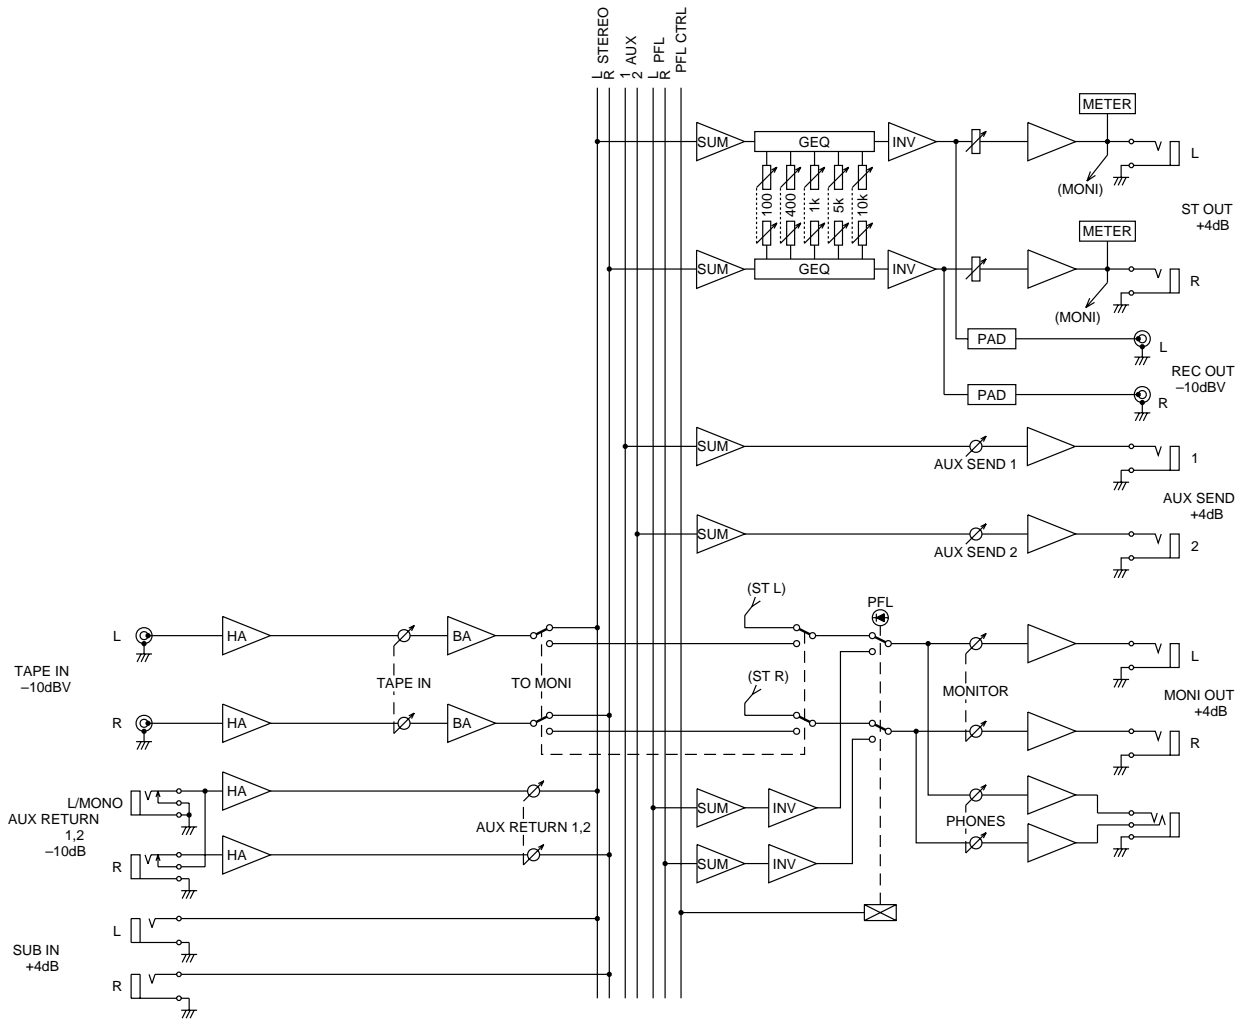 L STEREO
R
1 AUX
2
L PFL
R
PFL CTRL
METER
SUM
GEQ
INV
L
(MONI)
100
400
1k
5k
10k
ST OUT
+4dB
METER
SUM
GEQ
INV
R
(MONI)
PAD
L
REC OUT
–10dBV
PAD
R
SUM
AUX SEND 1
1
AUX SEND
+4dB
SUM
AUX SEND 2
2
(ST L)
PFL
L
HA
BA
L
TAPE IN
–10dBV
TAPE IN
TO MONI
(ST R)
MONITOR
MONI OUT
+4dB
R
HA
BA
R
L/MONO
HA
AUX RETURN
1,2
–10dB
AUX RETURN 1,2
SUM
INV
PHONES
R
HA
SUM
INV
L
SUB IN
+4dB
R